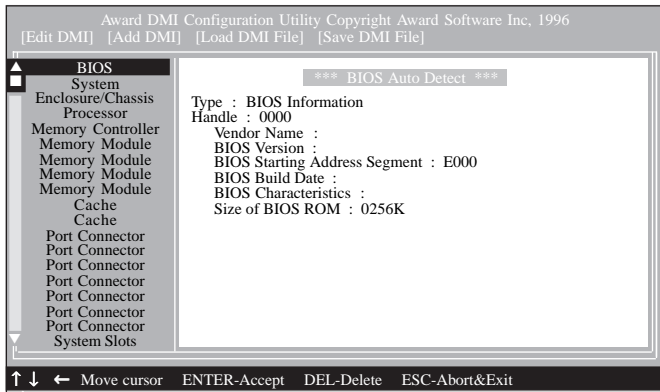 Award DMI Configuration Utility Copyright Award Software Inc, 1996
[Edit DMI] [Add DMI] [Load DMI File] [Save DMI File]
BIOS
System
Enclosure/Chassis
Processor
Memory Controller
Memory Module
Memory Module
Memory Module
Memory Module
Cache
Cache
Port Connector
Port Connector
Port Connector
Port Connector
Port Connector
Port Connector
Port Connector
System Slots
*** BIOS Auto Detect ***
Type : BIOS Information
Handle : 0000
Vendor Name :
BIOS Version :
BIOS Starting Address Segment : E000
BIOS Build Date :
BIOS Characteristics :
Size of BIOS ROM : 0256K
↑ ↓ ← Move cursor ENTER-Accept DEL-Delete ESC-Abort&Exit